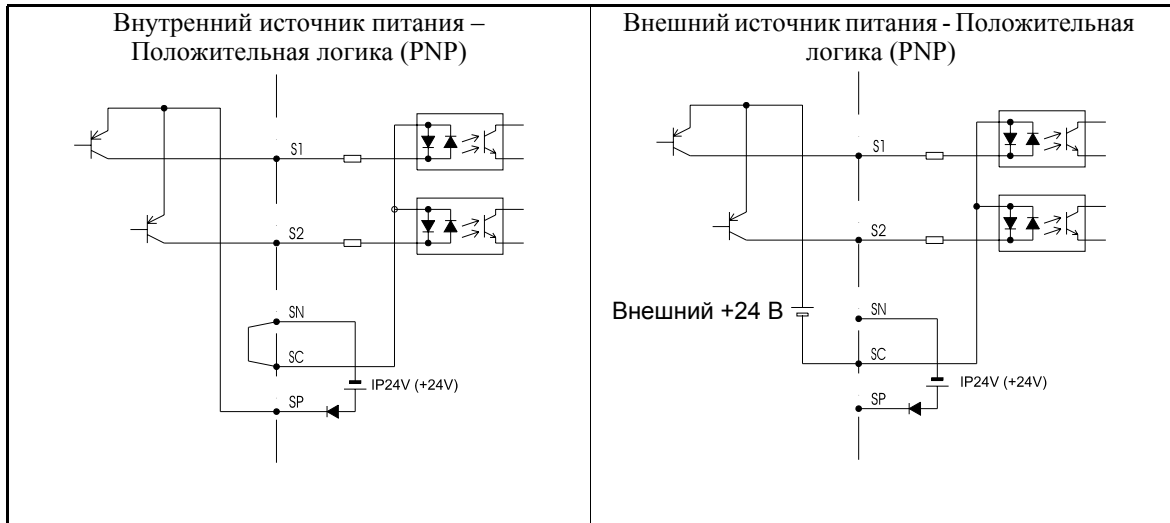 Внутренний источник питания –
Положительная логика (PNP)
S1
S2
SN
SC
IP24V (+24V)
SP
Внешний источник питания - Положительная
логика (PNP)
S1
S2
Внешний +24 В
SN
SC
IP24V (+24V)
SP